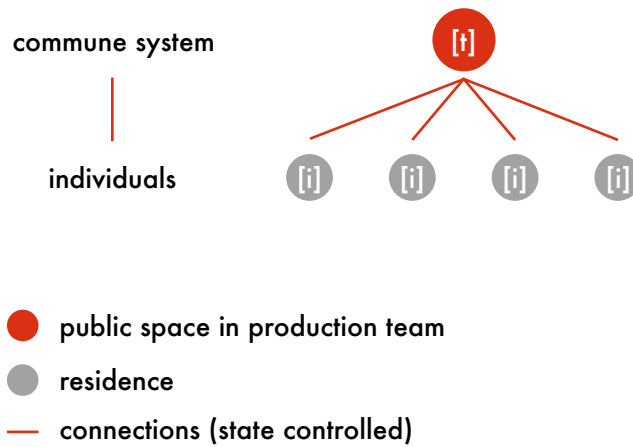 commune system
[t]
individuals
[i] [i] [i] [i]
public space in production team
residence
connections (state controlled)